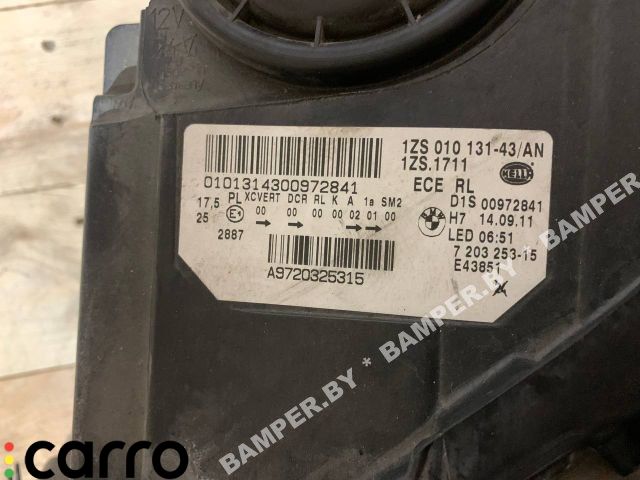 12V
1ZS 010 131-43/AN
1ZS.1711
HELLA
0101314300972841
ECE RL
17,5 PL XCVERT DCR RL K A 1a SM2
D1S 00972841
25 E1 00 00 00 00 02 01 00
H7 14.09.11
2887
LED 06:51
7 203 253-15
A9720325315
E43851
BAMPER.BY * BAMPER.BY * BAMPER.BY
carro